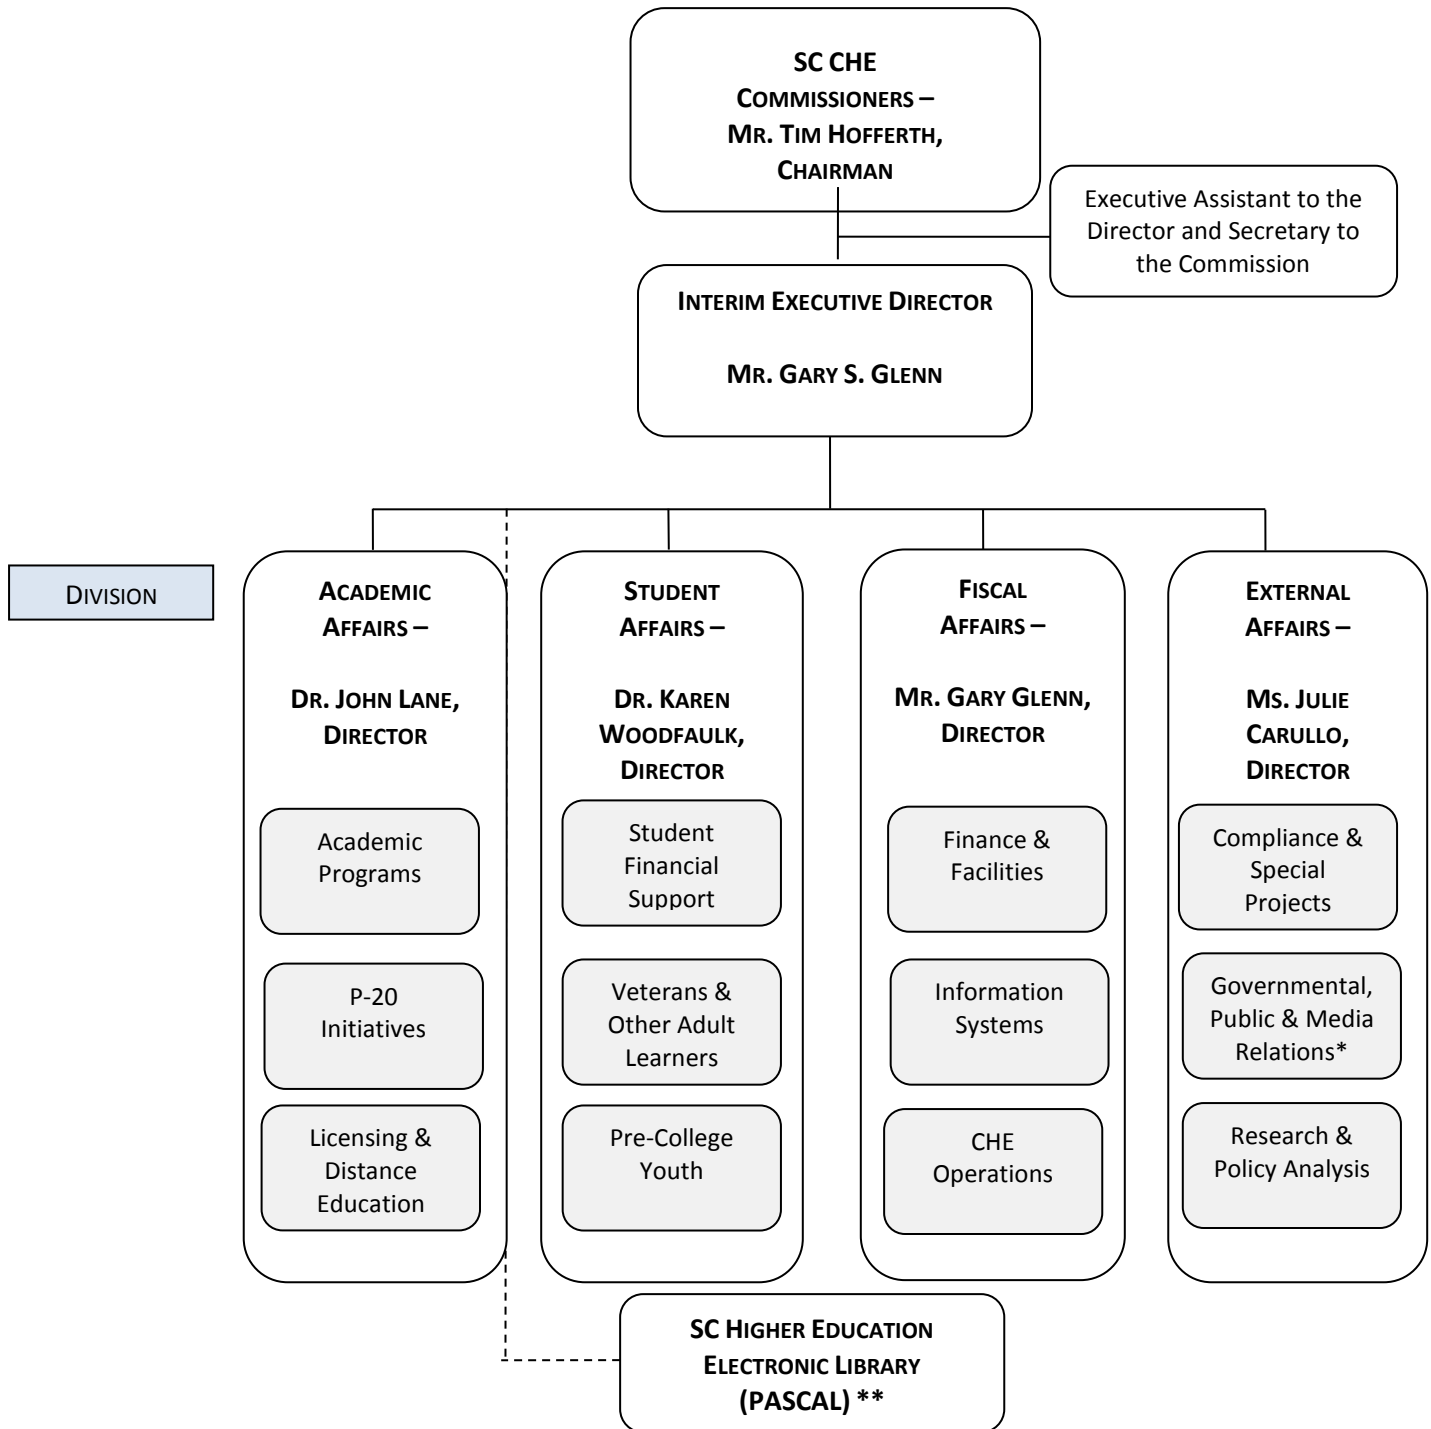 SC CHE
COMMISSIONERS –
MR. TIM HOFFERTH,
CHAIRMAN
Executive Assistant to the
Director and Secretary to
the Commission
INTERIM EXECUTIVE DIRECTOR
MR. GARY S. GLENN
DIVISION
ACADEMIC
AFFAIRS –
DR. JOHN LANE,
DIRECTOR
Academic
Programs
P-20
Initiatives
Licensing &
Distance
Education
STUDENT
AFFAIRS –
DR. KAREN
WOODFAULK,
DIRECTOR
Student
Financial
Support
Veterans &
Other Adult
Learners
Pre-College
Youth
FISCAL
AFFAIRS –
MR. GARY GLENN,
DIRECTOR
Finance &
Facilities
Information
Systems
CHE
Operations
EXTERNAL
AFFAIRS –
MS. JULIE
CARULLO,
DIRECTOR
Compliance &
Special
Projects
Governmental,
Public & Media
Relations*
Research &
Policy Analysis
SC HIGHER EDUCATION
ELECTRONIC LIBRARY
(PASCAL) **